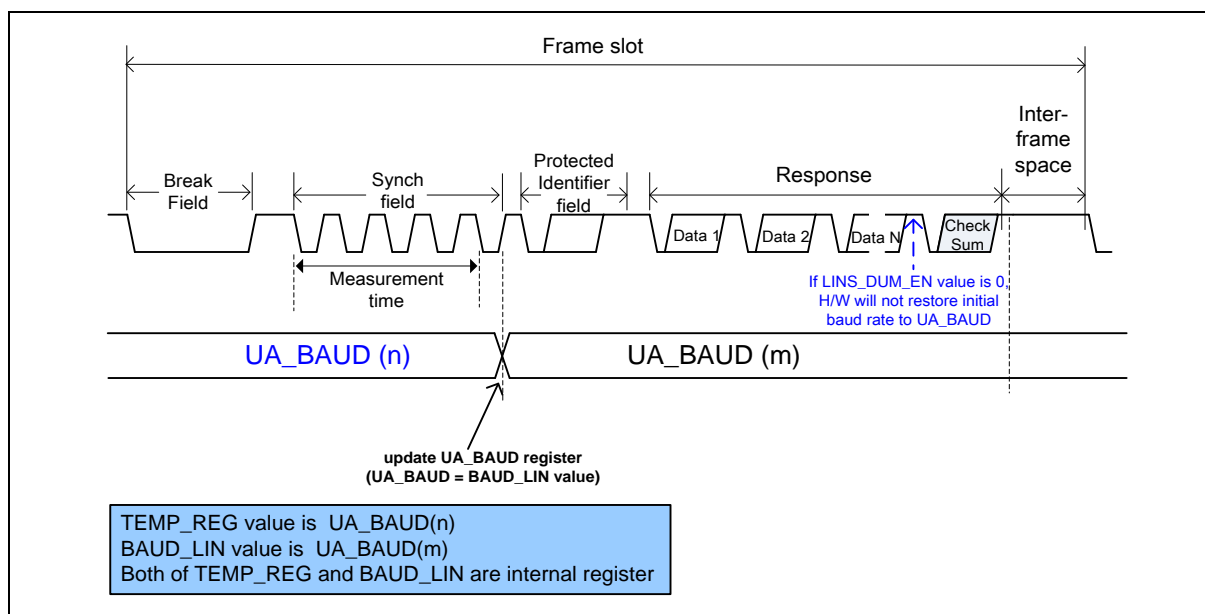 Frame slot
Inter-
frame
space
Break
Field
Synch
field
Protected
Identifier
field
Response
Data 1
Data 2
Data N
Check
Sum
Measurement
time
If LINS_DUM_EN value is 0,
H/W will not restore initial
baud rate to UA_BAUD
UA_BAUD (n)
UA_BAUD (m)
update UA_BAUD register
(UA_BAUD = BAUD_LIN value)
TEMP_REG value is  UA_BAUD(n)
BAUD_LIN value is  UA_BAUD(m)
Both of TEMP_REG and BAUD_LIN are internal register